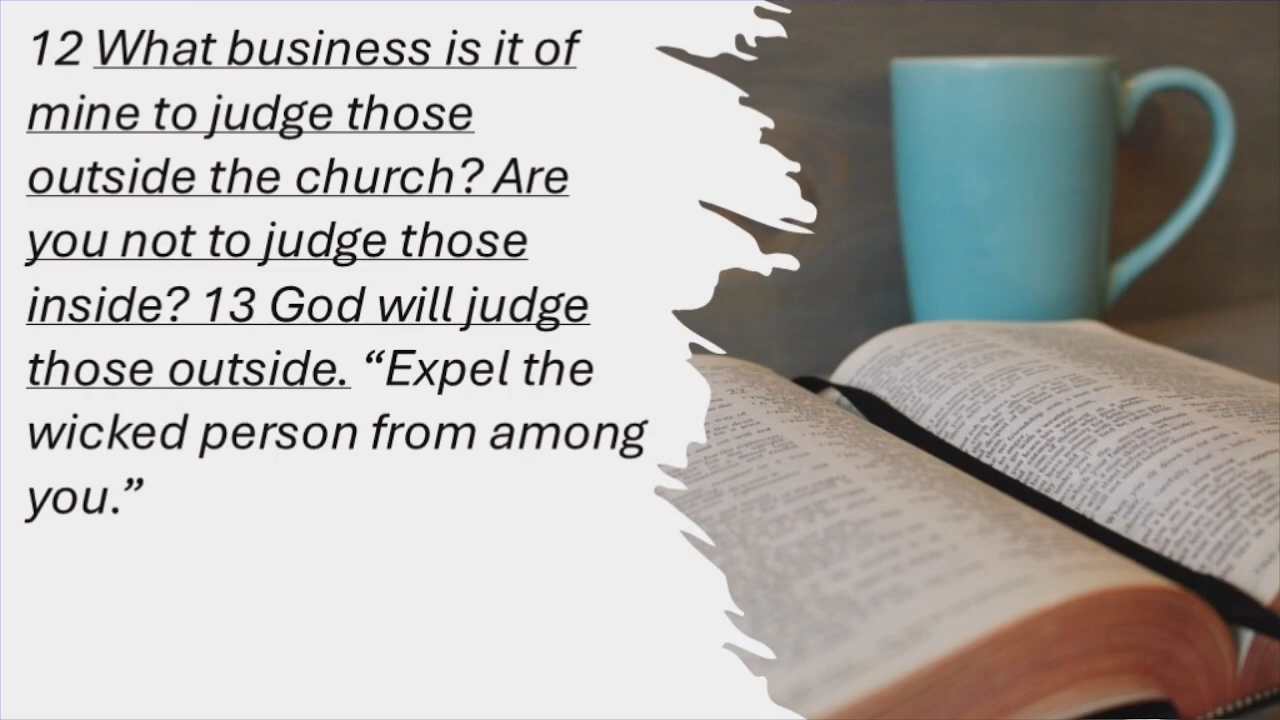 12 What business is it of
mine to judge those
outside the church? Are
you not to judge those
inside? 13 God will judge
those outside. “Expel the
wicked person from among
you.”